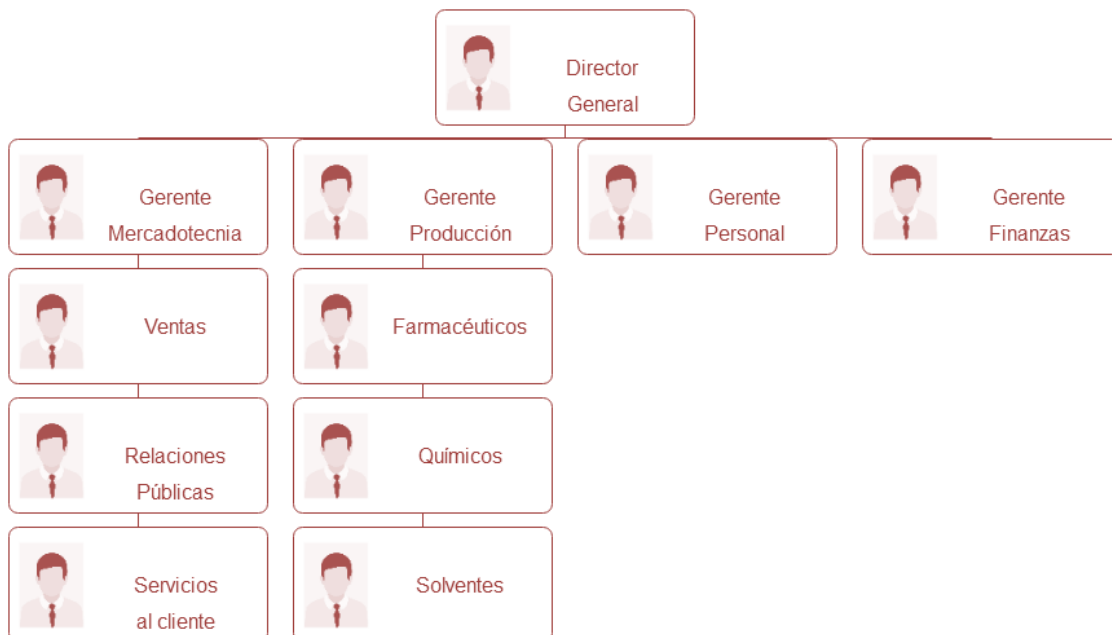 Director
General
Gerente
Mercadotecnia
Gerente
Producción
Gerente
Personal
Gerente
Finanzas
Ventas
Farmacéuticos
Relaciones
Públicas
Químicos
Servicios
al cliente
Solventes